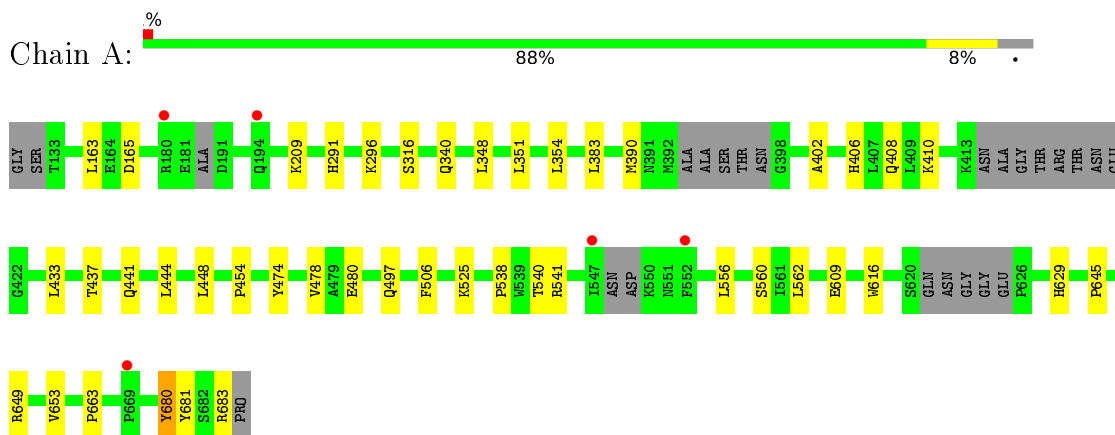 %
Chain A:
88% 8% •
GLY SER T133 L163 E164 D165 R180 E181 ALA D191 Q194 K209 H291 K296 S316 Q340 L348 L351 L354 L383 M390 N391 M392 ALA ALA SER THR ASN G398 A402 H406 L407 Q408 L409 K410 K413 ASN ALA GLY THR ARG THR ASN GLU
G422 L433 T437 Q441 L444 L448 P454 Y474 V478 A479 E480 Q497 F506 K525 P538 W539 T540 R541 I547 ASN ASP K550 N551 F552 L556 S560 I561 L562 E609 W616 S620 GLN ASN GLY GLY GLU P626 H629 P645
R649 V653 P663 P669 Y680 Y681 S682 R683 PRO